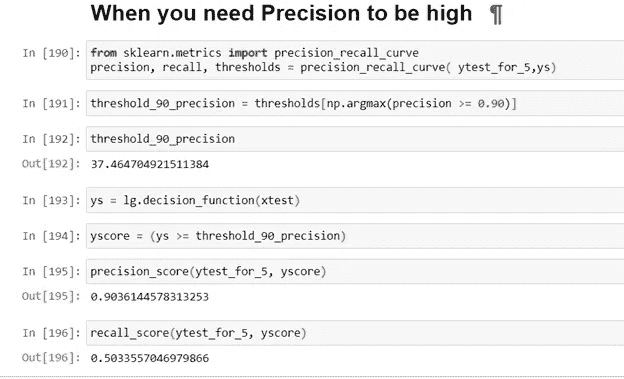 When you need Precision to be high ¶
In [190]: from sklearn.metrics import precision_recall_curve
precision, recall, thresholds = precision_recall_curve( ytest_for_5,ys)
In [191]: threshold_90_precision = thresholds[np.argmax(precision >= 0.90)]
In [192]: threshold_90_precision
Out[192]: 37.464704921511384
In [193]: ys = lg.decision_function(xtest)
In [194]: yscore = (ys >= threshold_90_precision)
In [195]: precision_score(ytest_for_5, yscore)
Out[195]: 0.9036144578313253
In [196]: recall_score(ytest_for_5, yscore)
Out[196]: 0.5033557046979866